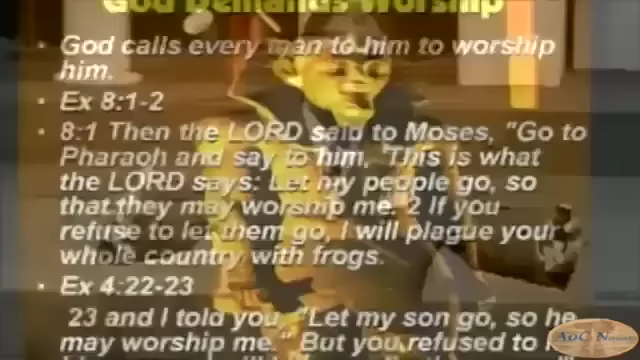 God Demands Worship
• God calls every man to him to worship
him.
• Ex 8:1-2
• 8:1 Then the LORD said to Moses, "Go to
Pharaoh and say to him, 'This is what
the LORD says: Let my people go, so
that they may worship me. 2 If you
refuse to let them go, I will plague your
whole country with frogs.
• Ex 4:22-23
23 and I told you, "Let my son go, so he
may worship me." But you refused to
AoC